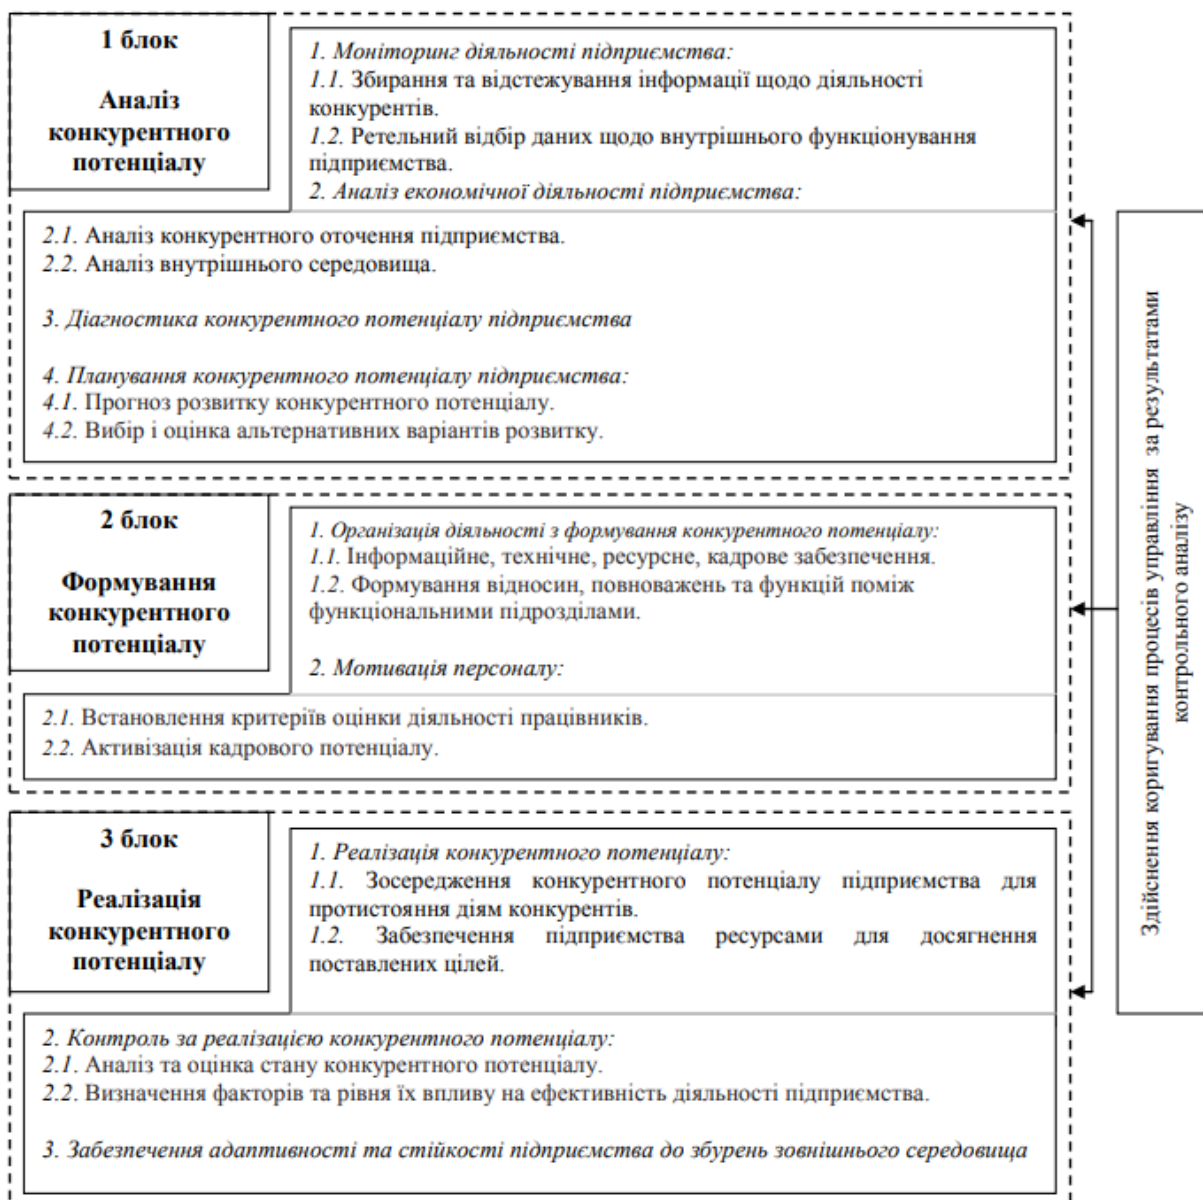 1 блок
Аналіз
конкурентного
потенціалу
1. Моніторинг діяльності підприємства:
1.1. Збирання та відстежування інформації щодо діяльності
конкурентів.
1.2. Ретельний відбір даних щодо внутрішнього функціонування
підприємства.
2. Аналіз економічної діяльності підприємства:
2.1. Аналіз конкурентного оточення підприємства.
2.2. Аналіз внутрішнього середовища.
3. Діагностика конкурентного потенціалу підприємства
4. Планування конкурентного потенціалу підприємства:
4.1. Прогноз розвитку конкурентного потенціалу.
4.2. Вибір і оцінка альтернативних варіантів розвитку.
2 блок
Формування
конкурентного
потенціалу
1. Організація діяльності з формування конкурентного потенціалу:
1.1. Інформаційне, технічне, ресурсне, кадрове забезпечення.
1.2. Формування відносин, повноважень та функцій поміж
функціональними підрозділами.
2. Мотивація персоналу:
2.1. Встановлення критеріїв оцінки діяльності працівників.
2.2. Активізація кадрового потенціалу.
3 блок
Реалізація
конкурентного
потенціалу
1. Реалізація конкурентного потенціалу:
1.1. Зосередження конкурентного потенціалу підприємства для
протистояння діям конкурентів.
1.2. Забезпечення підприємства ресурсами для досягнення
поставлених цілей.
2. Контроль за реалізацією конкурентного потенціалу:
2.1. Аналіз та оцінка стану конкурентного потенціалу.
2.2. Визначення факторів та рівня їх впливу на ефективність діяльності підприємства.
3. Забезпечення адаптивності та стійкості підприємства до збурень зовнішнього середовища
Здійснення коригування процесів управління за результатами
контрольного аналізу